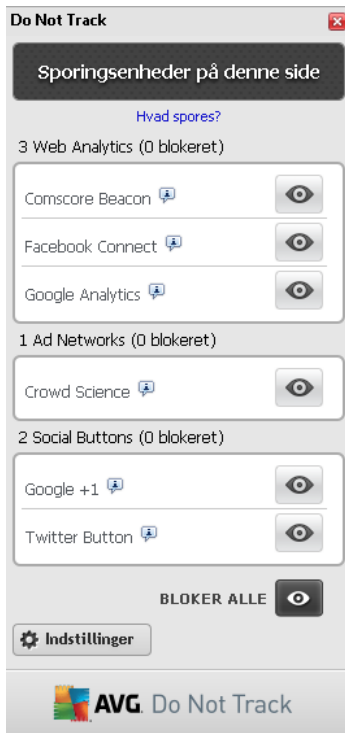 Do Not Track
Sporingsenheder på denne side
Hvad spores?
3 Web Analytics (0 blokeret)
Comscore Beacon
Facebook Connect
Google Analytics
1 Ad Networks (0 blokeret)
Crowd Science
2 Social Buttons (0 blokeret)
Google +1
Twitter Button
BLOKER ALLE
Indstillinger
AVG. Do Not Track